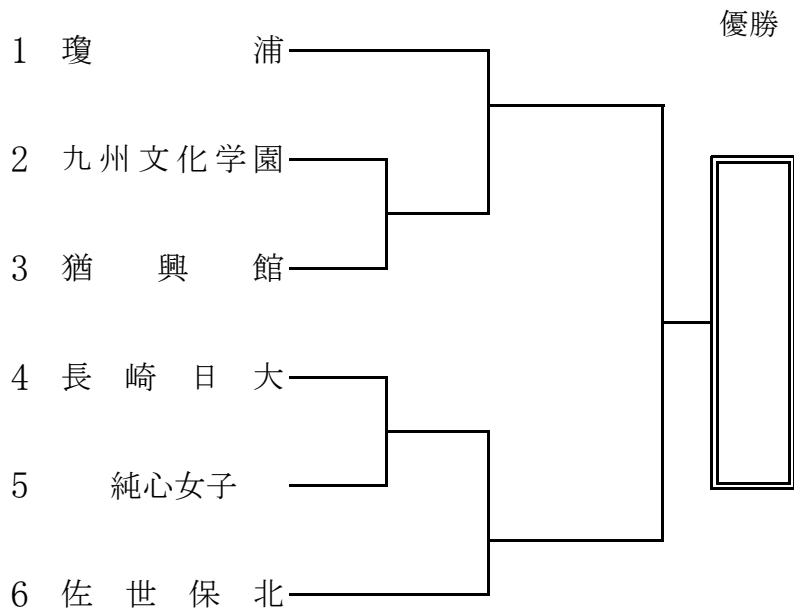 優勝
1 瓊浦
2 九州文化学園
3 猶興館
4 長崎日大
5 純心女子
6 佐世保北